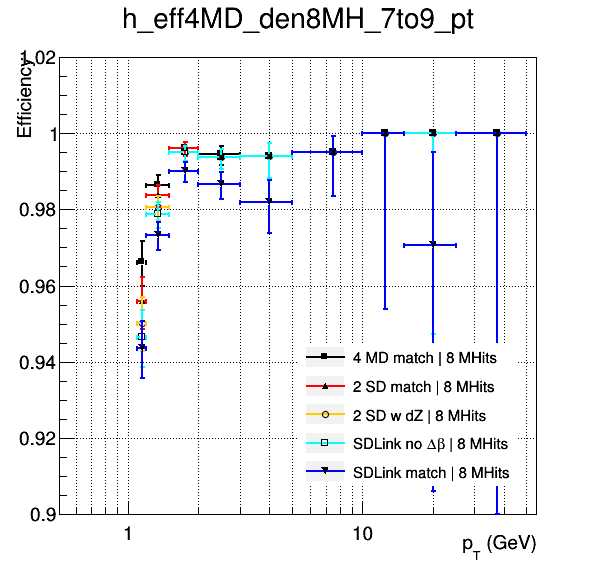 h_eff4MD_den8MH_7to9_pt
Efficiency
1.02
1
0.98
0.96
0.94
0.92
0.9
4 MD match | 8 MHits
2 SD match | 8 MHits
2 SD w dZ | 8 MHits
SDLink no Δβ | 8 MHits
SDLink match | 8 MHits
1
10
p_T (GeV)